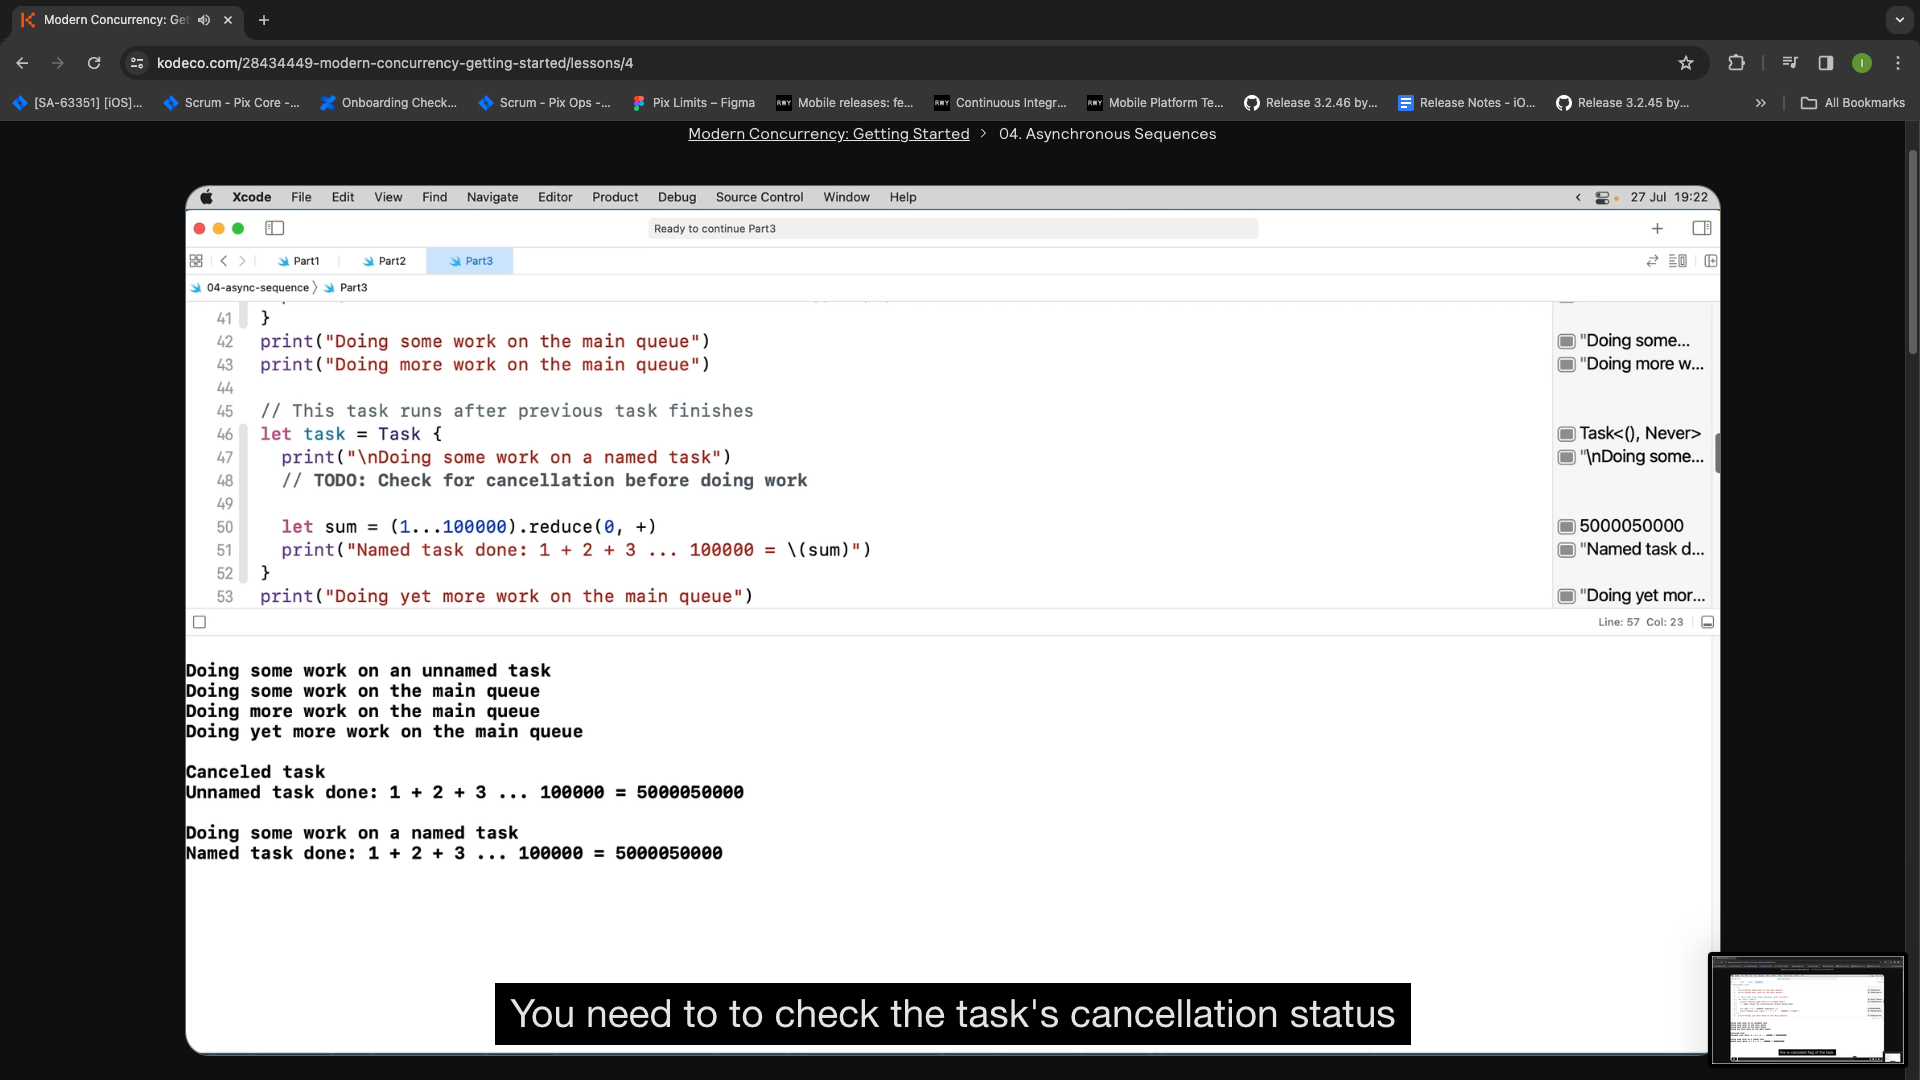 Modern Concurrency: Get
kodeco.com/28434449-modern-concurrency-getting-started/lessons/4
I
[SA-63351] [iOS]...
Scrum - Pix Core -...
Onboarding Check...
Scrum - Pix Ops -...
Pix Limits – Figma
RWY Mobile releases: fe...
RWY Continuous Integr...
RWY Mobile Platform Te...
Release 3.2.46 by...
Release Notes - iO...
Release 3.2.45 by...
» All Bookmarks
Modern Concurrency: Getting Started > 04. Asynchronous Sequences
Xcode File Edit View Find Navigate Editor Product Debug Source Control Window Help
27 Jul 19:22
Ready to continue Part3
Part1 Part2 Part3
04-async-sequence > Part3
41 }
42 print("Doing some work on the main queue") "Doing some...
43 print("Doing more work on the main queue") "Doing more w...
44
45 // This task runs after previous task finishes
46 let task = Task { Task<(), Never>
47 print("\nDoing some work on a named task") "\nDoing some...
48 // TODO: Check for cancellation before doing work
49
50 let sum = (1...100000).reduce(0, +) 5000050000
51 print("Named task done: 1 + 2 + 3 ... 100000 = \(sum)") "Named task d...
52 }
53 print("Doing yet more work on the main queue") "Doing yet mor...
Line: 57 Col: 23
Doing some work on an unnamed task
Doing some work on the main queue
Doing more work on the main queue
Doing yet more work on the main queue
Canceled task
Unnamed task done: 1 + 2 + 3 ... 100000 = 5000050000
Doing some work on a named task
Named task done: 1 + 2 + 3 ... 100000 = 5000050000
You need to to check the task's cancellation status